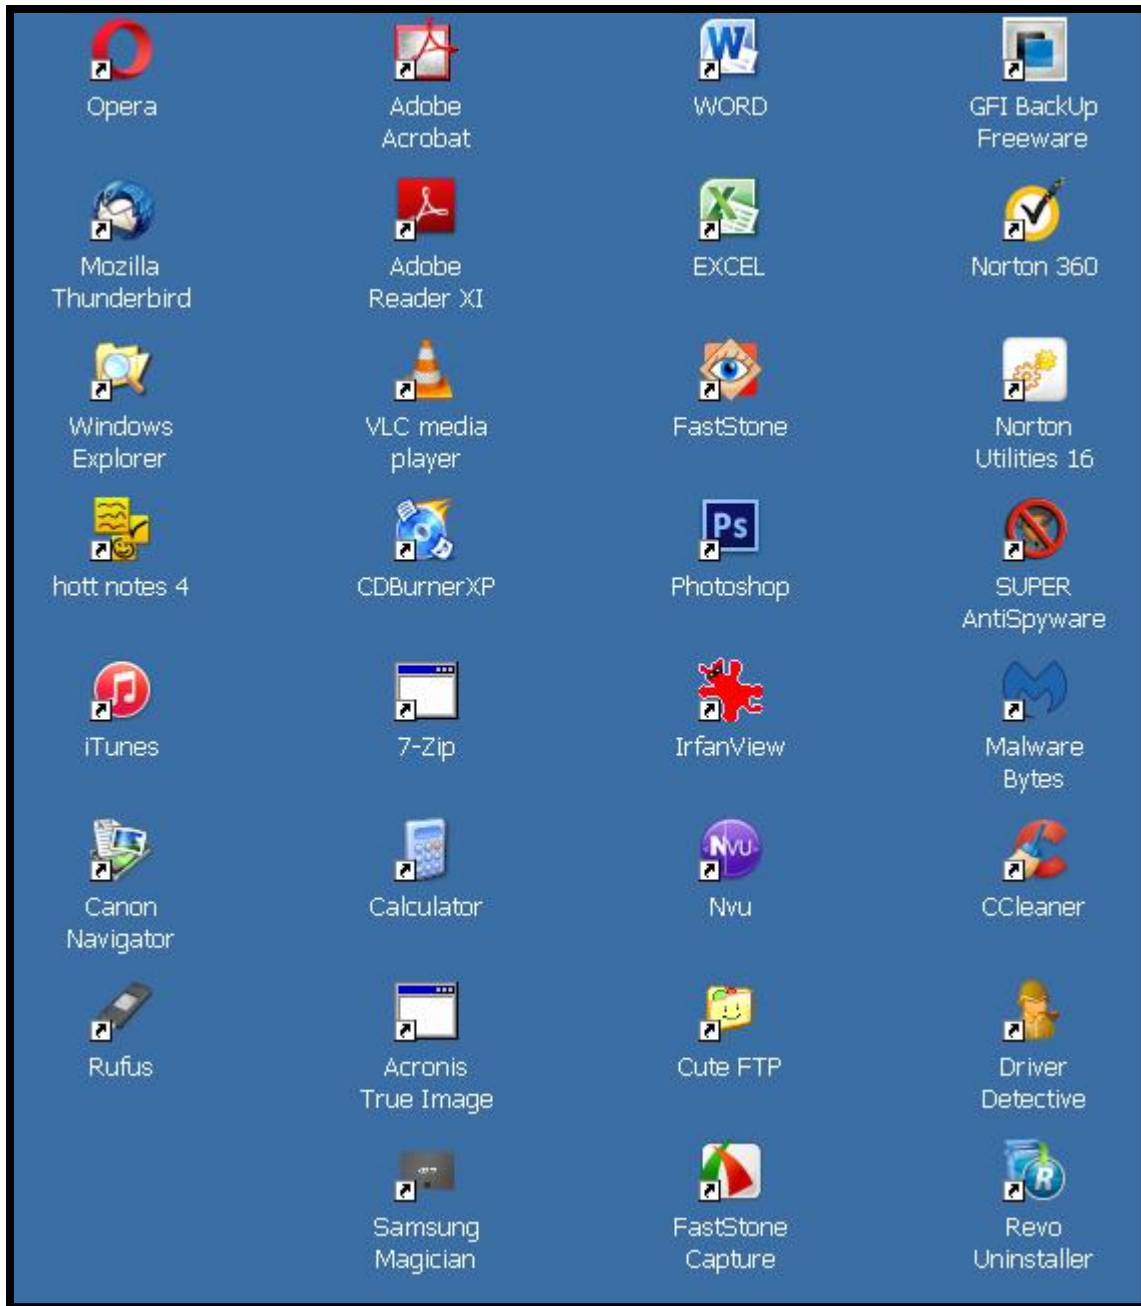 Opera
Adobe
Acrobat
WORD
GFI BackUp
Freeware
Mozilla
Thunderbird
Adobe
Reader XI
EXCEL
Norton 360
Windows
Explorer
VLC media
player
FastStone
Norton
Utilities 16
hott notes 4
CDBurnerXP
Ps
Photoshop
SUPER
AntiSpyware
iTunes
7-Zip
IrfanView
Malware
Bytes
Canon
Navigator
Calculator
NVU
Nvu
CCleaner
Rufus
Acronis
True Image
Cute FTP
Driver
Detective
Samsung
Magician
FastStone
Capture
R
Revo
Uninstaller